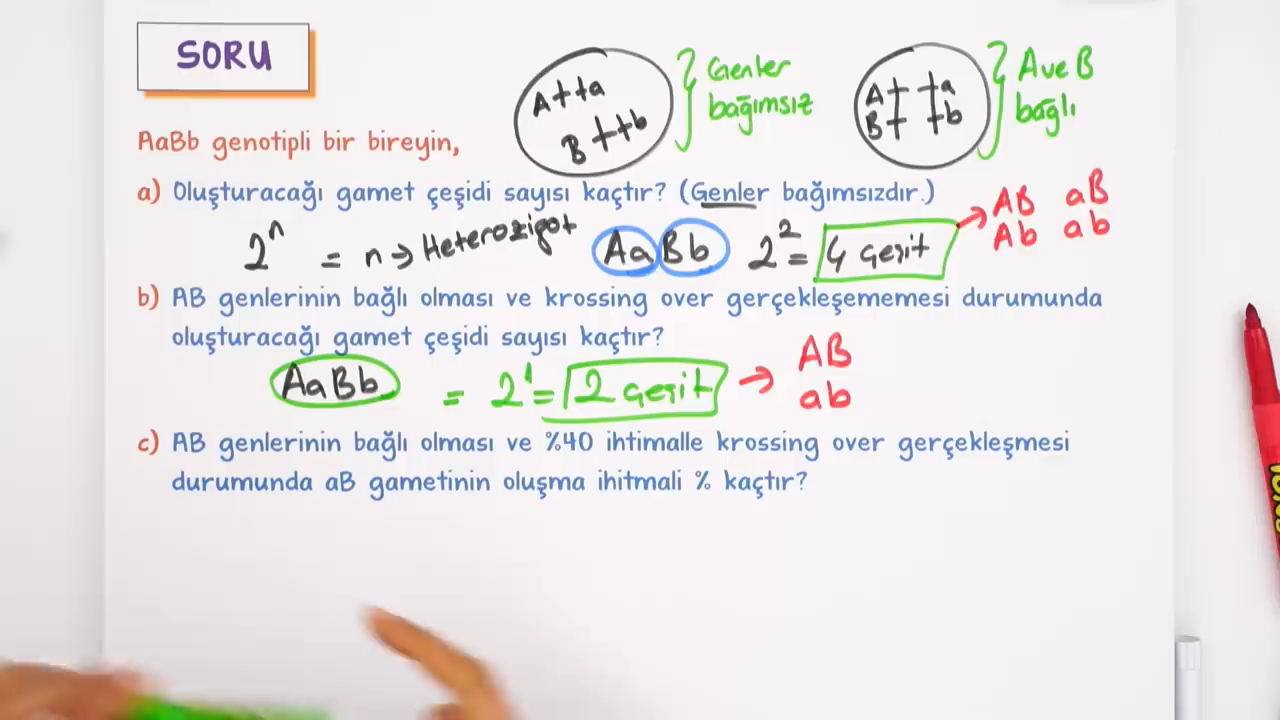 SORU
Genler
bağımsız
A ve B
bağlı
A a
B b
A a
B b
AaBb genotipli bir bireyin,
a) Oluşturacağı gamet çeşidi sayısı kaçtır? (Genler bağımsızdır.)
2ⁿ = n → Heterozigot AaBb 2² = 4 çeşit → AB aB
Ab ab
b) AB genlerinin bağlı olması ve krossing over gerçekleşememesi durumunda
oluşturacağı gamet çeşidi sayısı kaçtır?
AaBb = 2¹ = 2 çeşit → AB
ab
c) AB genlerinin bağlı olması ve %40 ihtimalle krossing over gerçekleşmesi
durumunda aB gametinin oluşma ihitmali % kaçtır?